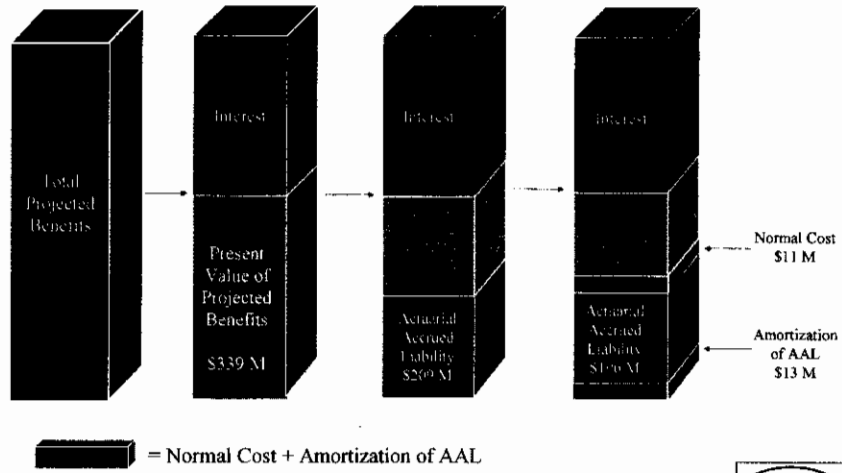 Total
Projected
Benefits
Interest
Present
Value of
Projected
Benefits
$339 M
Interest
Actuarial
Accrued
Liability
$209 M
Interest
Actuarial
Accrued
Liability
Normal Cost
$11 M
Amortization
of AAL
$13 M
= Normal Cost + Amortization of AAL